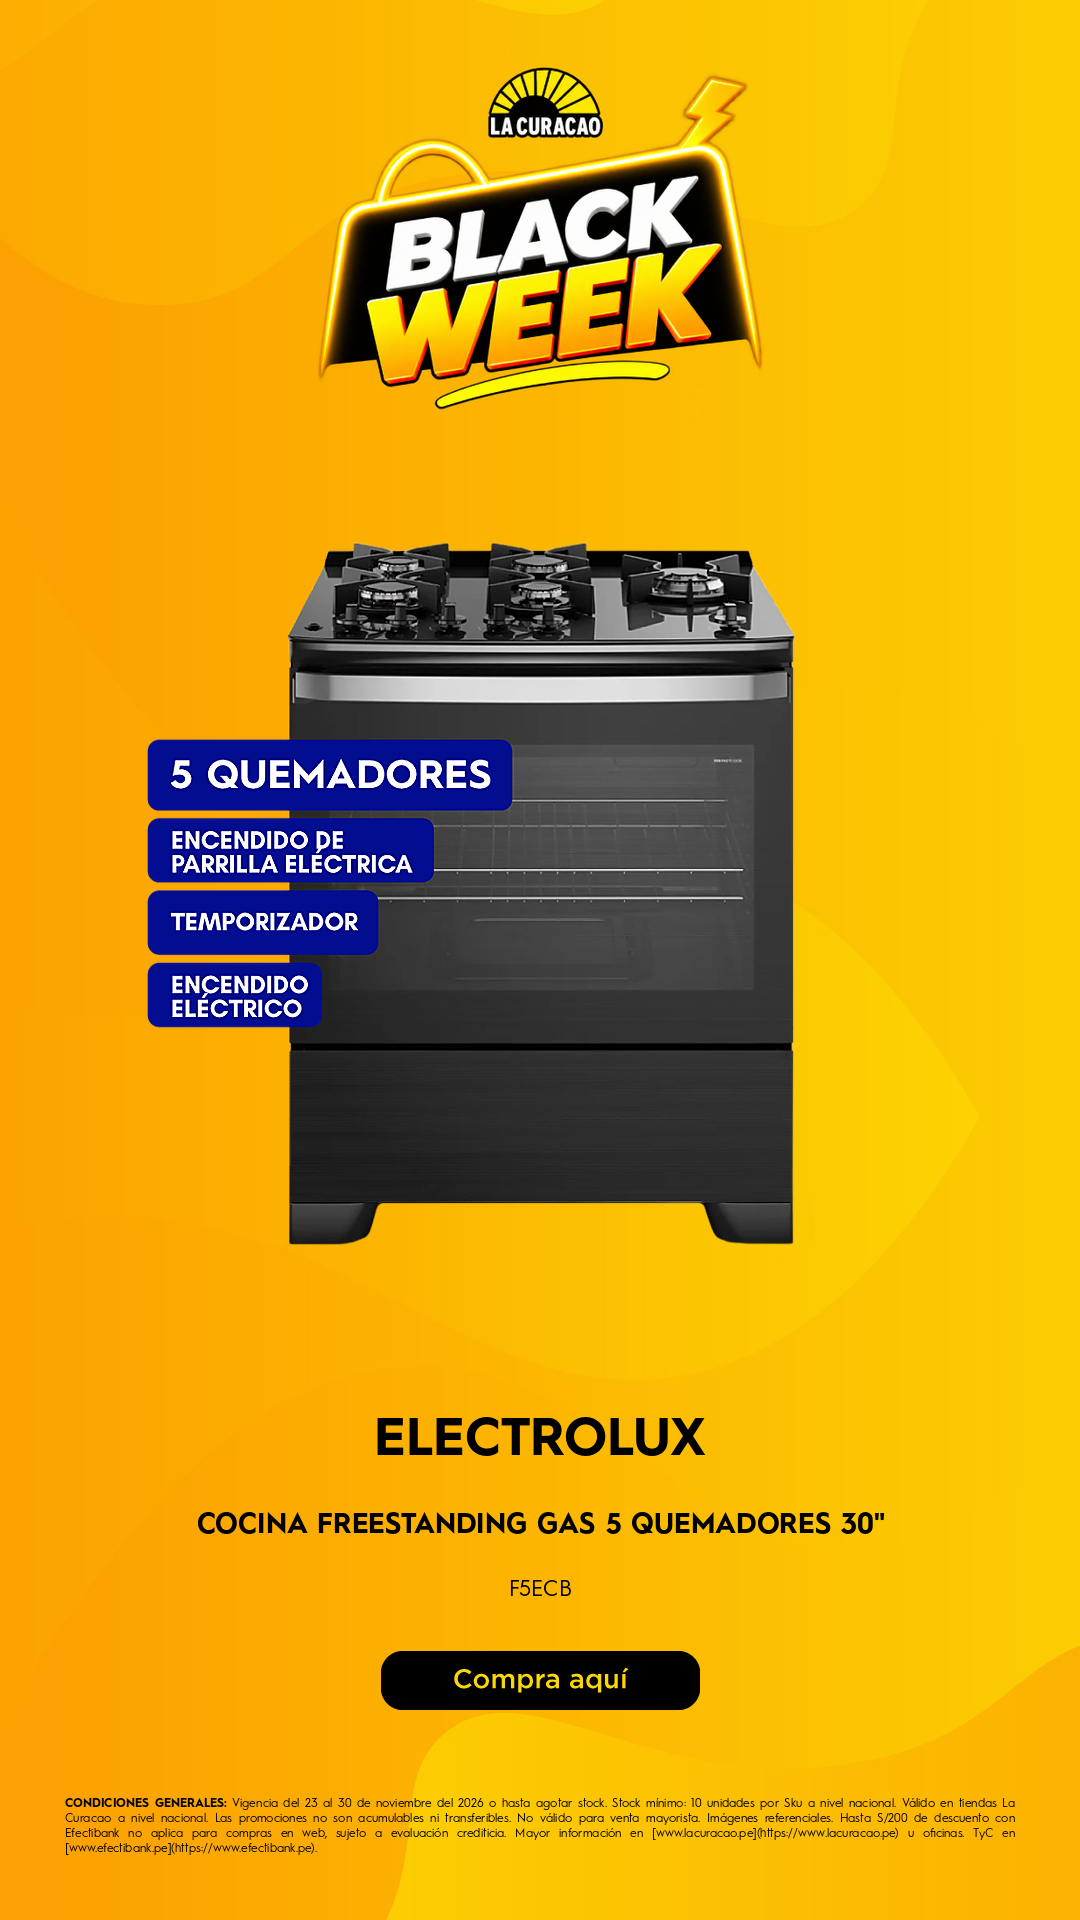 LA CURACAO
BLACK
WEEK
5 QUEMADORES
ENCENDIDO DE
PARRILLA ELÉCTRICA
TEMPORIZADOR
ENCENDIDO
ELÉCTRICO
ELECTROLUX
COCINA FREESTANDING GAS 5 QUEMADORES 30"
F5ECB
Compra aquí
CONDICIONES GENERALES: Vigencia del 23 al 30 de noviembre del 2026 o hasta agotar stock. Stock mínimo: 10 unidades por Sku a nivel nacional. Válido en tiendas La
Curacao a nivel nacional. Las promociones no son acumulables ni transferibles. No válido para venta mayorista. Imágenes referenciales. Hasta S/200 de descuento con
Efectibank no aplica para compras en web, sujeto a evaluación crediticia. Mayor información en [www.lacuracao.pe](https://www.lacuracao.pe) u oficinas. TyC en
[www.efectibank.pe](https://www.efectibank.pe).